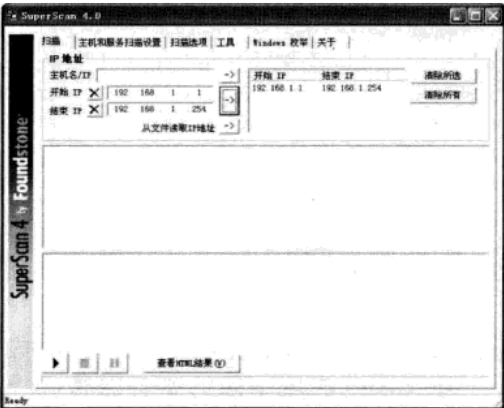 SuperScan 4.0
扫描 主机和服务扫描设置 扫描选项 工具 Windows 枚举 关于
IP 地址
主机名/IP ->
开始 IP X 192 168 1 1 ->
结束 IP X 192 168 1 254
从文件读取IP地址 ->
开始 IP 结束 IP
192.168.1.1 192.168.1.254
清除所选
清除所有
SuperScan 4 by Foundstone
查看HTML结果(V)
Ready